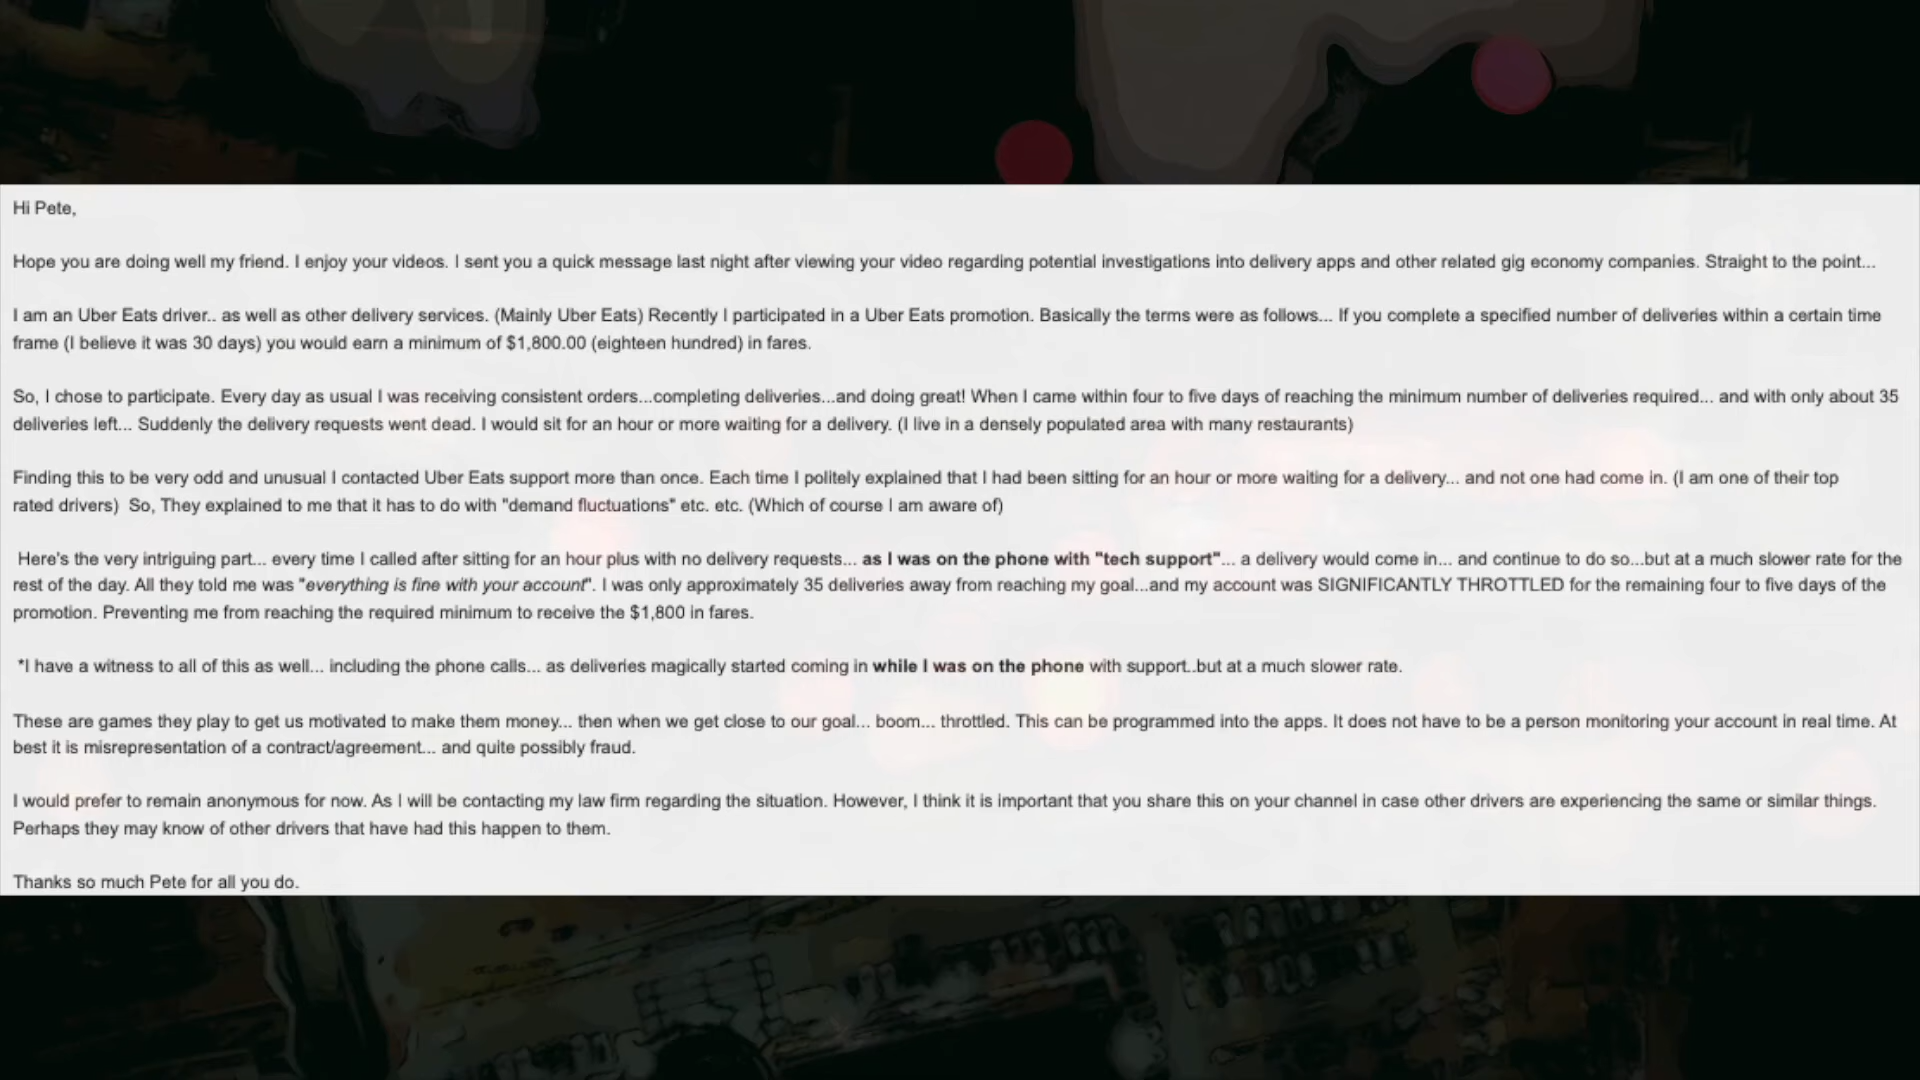 Hi Pete,
Hope you are doing well my friend. I enjoy your videos. I sent you a quick message last night after viewing your video regarding potential investigations into delivery apps and other related gig economy companies. Straight to the point...
I am an Uber Eats driver.. as well as other delivery services. (Mainly Uber Eats) Recently I participated in a Uber Eats promotion. Basically the terms were as follows... If you complete a specified number of deliveries within a certain time
frame (I believe it was 30 days) you would earn a minimum of $1,800.00 (eighteen hundred) in fares.
So, I chose to participate. Every day as usual I was receiving consistent orders...completing deliveries...and doing great! When I came within four to five days of reaching the minimum number of deliveries required... and with only about 35
deliveries left... Suddenly the delivery requests went dead. I would sit for an hour or more waiting for a delivery. (I live in a densely populated area with many restaurants)
Finding this to be very odd and unusual I contacted Uber Eats support more than once. Each time I politely explained that I had been sitting for an hour or more waiting for a delivery... and not one had come in. (I am one of their top
rated drivers)  So, They explained to me that it has to do with "demand fluctuations" etc. etc. (Which of course I am aware of)
Here's the very intriguing part... every time I called after sitting for an hour plus with no delivery requests... as I was on the phone with "tech support"... a delivery would come in... and continue to do so...but at a much slower rate for the
rest of the day. All they told me was "everything is fine with your account". I was only approximately 35 deliveries away from reaching my goal...and my account was SIGNIFICANTLY THROTTLED for the remaining four to five days of the
promotion. Preventing me from reaching the required minimum to receive the $1,800 in fares.
*I have a witness to all of this as well... including the phone calls... as deliveries magically started coming in while I was on the phone with support..but at a much slower rate.
These are games they play to get us motivated to make them money... then when we get close to our goal... boom... throttled. This can be programmed into the apps. It does not have to be a person monitoring your account in real time. At
best it is misrepresentation of a contract/agreement... and quite possibly fraud.
I would prefer to remain anonymous for now. As I will be contacting my law firm regarding the situation. However, I think it is important that you share this on your channel in case other drivers are experiencing the same or similar things.
Perhaps they may know of other drivers that have had this happen to them.
Thanks so much Pete for all you do.